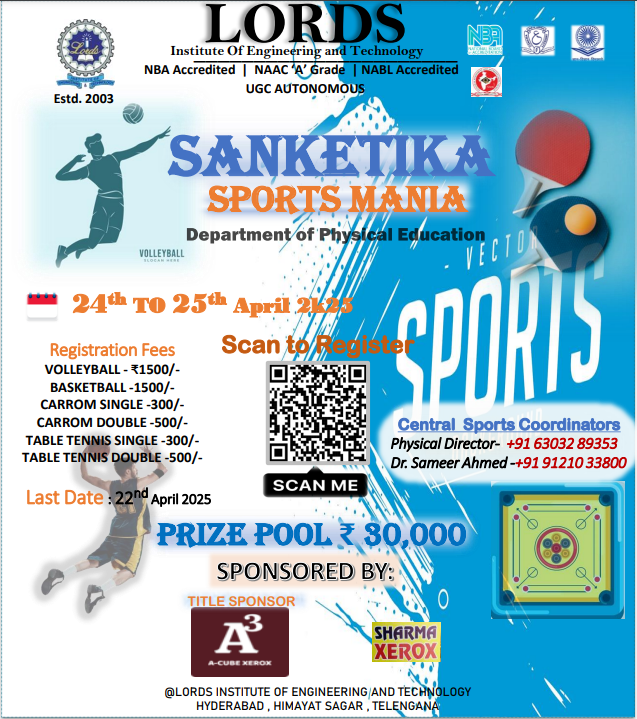 LORDS
Institute Of Engineering and Technology
NBA Accredited | NAAC 'A' Grade | NABL Accredited
UGC AUTONOMOUS
Lords
Estd. 2003
NBA
SANKETIKA
SPORTS MANIA
Department of Physical Education
VOLLEYBALL
SLOGAN HERE
- VECTOR
SPORTS
24th TO 25th April 2k25
Scan to Register
Registration Fees
VOLLEYBALL - ₹1500/-
BASKETBALL -1500/-
CARROM SINGLE -300/-
CARROM DOUBLE -500/-
TABLE TENNIS SINGLE -300/-
TABLE TENNIS DOUBLE -500/-
SCAN ME
Central Sports Coordinators
Physical Director- +91 63032 89353
Dr. Sameer Ahmed -+91 91210 33800
Last Date : 22nd April 2025
PRIZE POOL ₹ 30,000
SPONSORED BY:
TITLE SPONSOR
A3
A-CUBE XEROX
SHARMA
XEROX
@LORDS INSTITUTE OF ENGINEERING AND TECHNOLOGY
HYDERABAD , HIMAYAT SAGAR , TELENGANA